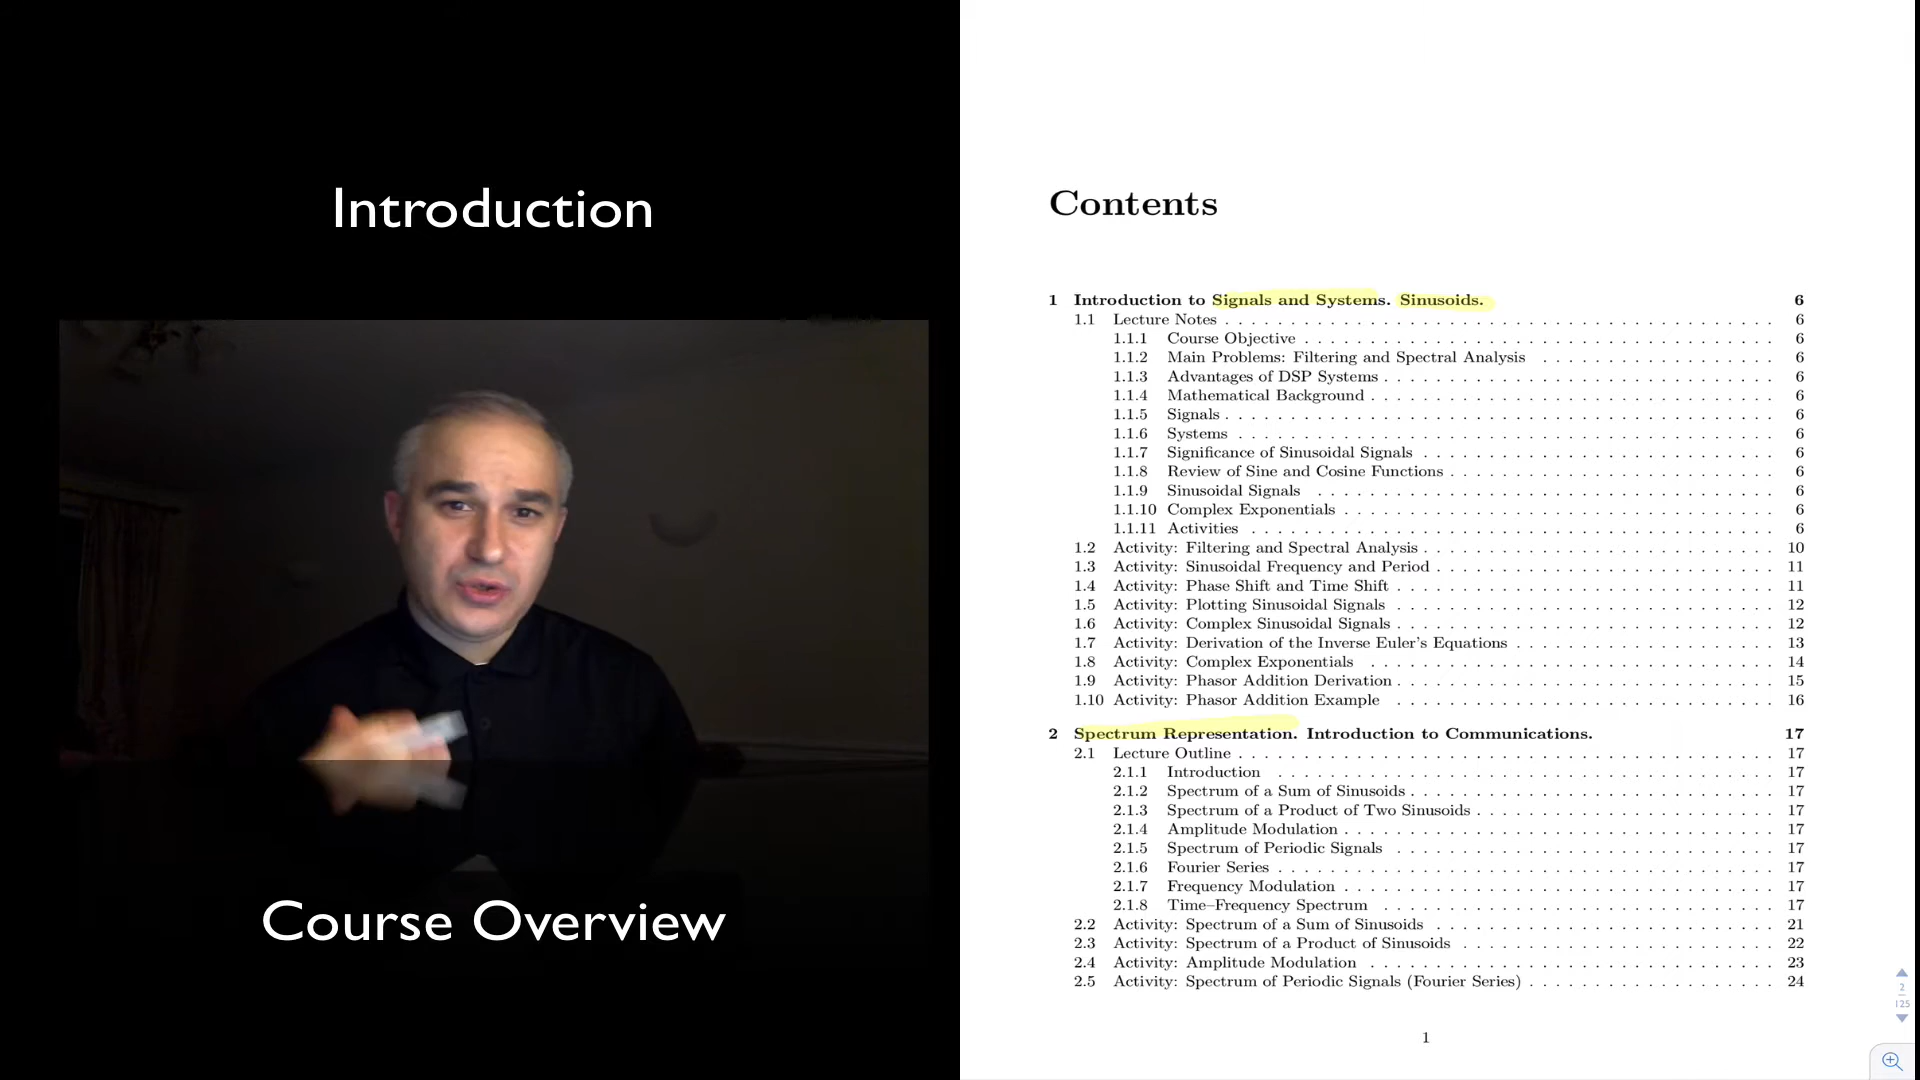 Introduction
Course Overview
Contents
1 Introduction to Signals and Systems. Sinusoids. 6
1.1 Lecture Notes . . . . . . . . . . . . . . . . . . . . 6
1.1.1 Course Objective . . . . . . . . . . . . . . . . . . . . 6
1.1.2 Main Problems: Filtering and Spectral Analysis . . . . . . . . . . . . . . . . . . . . 6
1.1.3 Advantages of DSP Systems . . . . . . . . . . . . . . . . . . . . 6
1.1.4 Mathematical Background . . . . . . . . . . . . . . . . . . . . 6
1.1.5 Signals . . . . . . . . . . . . . . . . . . . . 6
1.1.6 Systems . . . . . . . . . . . . . . . . . . . . 6
1.1.7 Significance of Sinusoidal Signals . . . . . . . . . . . . . . . . . . . . 6
1.1.8 Review of Sine and Cosine Functions . . . . . . . . . . . . . . . . . . . . 6
1.1.9 Sinusoidal Signals . . . . . . . . . . . . . . . . . . . . 6
1.1.10 Complex Exponentials . . . . . . . . . . . . . . . . . . . . 6
1.1.11 Activities . . . . . . . . . . . . . . . . . . . . 6
1.2 Activity: Filtering and Spectral Analysis . . . . . . . . . . . . . . . . . . . . 10
1.3 Activity: Sinusoidal Frequency and Period . . . . . . . . . . . . . . . . . . . . 11
1.4 Activity: Phase Shift and Time Shift . . . . . . . . . . . . . . . . . . . . 11
1.5 Activity: Plotting Sinusoidal Signals . . . . . . . . . . . . . . . . . . . . 12
1.6 Activity: Complex Sinusoidal Signals . . . . . . . . . . . . . . . . . . . . 12
1.7 Activity: Derivation of the Inverse Euler's Equations . . . . . . . . . . . . . . . . . . . . 13
1.8 Activity: Complex Exponentials . . . . . . . . . . . . . . . . . . . . 14
1.9 Activity: Phasor Addition Derivation . . . . . . . . . . . . . . . . . . . . 15
1.10 Activity: Phasor Addition Example . . . . . . . . . . . . . . . . . . . . 16
2 Spectrum Representation. Introduction to Communications. 17
2.1 Lecture Outline . . . . . . . . . . . . . . . . . . . . 17
2.1.1 Introduction . . . . . . . . . . . . . . . . . . . . 17
2.1.2 Spectrum of a Sum of Sinusoids . . . . . . . . . . . . . . . . . . . . 17
2.1.3 Spectrum of a Product of Two Sinusoids . . . . . . . . . . . . . . . . . . . . 17
2.1.4 Amplitude Modulation . . . . . . . . . . . . . . . . . . . . 17
2.1.5 Spectrum of Periodic Signals . . . . . . . . . . . . . . . . . . . . 17
2.1.6 Fourier Series . . . . . . . . . . . . . . . . . . . . 17
2.1.7 Frequency Modulation . . . . . . . . . . . . . . . . . . . . 17
2.1.8 Time–Frequency Spectrum . . . . . . . . . . . . . . . . . . . . 17
2.2 Activity: Spectrum of a Sum of Sinusoids . . . . . . . . . . . . . . . . . . . . 21
2.3 Activity: Spectrum of a Product of Sinusoids . . . . . . . . . . . . . . . . . . . . 22
2.4 Activity: Amplitude Modulation . . . . . . . . . . . . . . . . . . . . 23
2.5 Activity: Spectrum of Periodic Signals (Fourier Series) . . . . . . . . . . . . . . . . . . . . 24
2
125
1